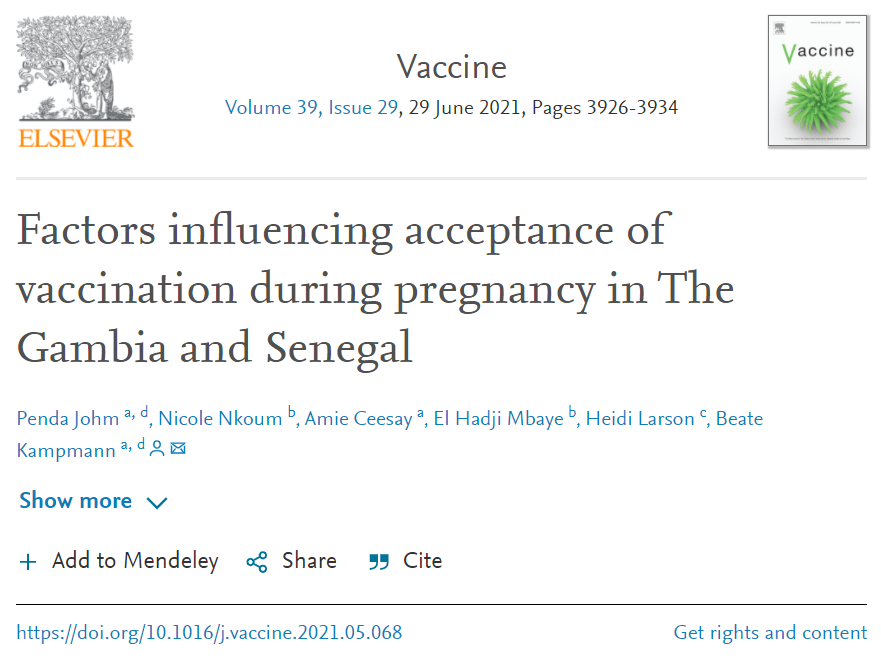 ELSEVIER
Vaccine
Volume 39, Issue 29, 29 June 2021, Pages 3926-3934
Vaccine
Factors influencing acceptance of
vaccination during pregnancy in The
Gambia and Senegal
Penda Johm a, d, Nicole Nkoum b, Amie Ceesay a, El Hadji Mbaye b, Heidi Larson c, Beate
Kampmann a, d
Show more
Add to Mendeley Share Cite
https://doi.org/10.1016/j.vaccine.2021.05.068 Get rights and content